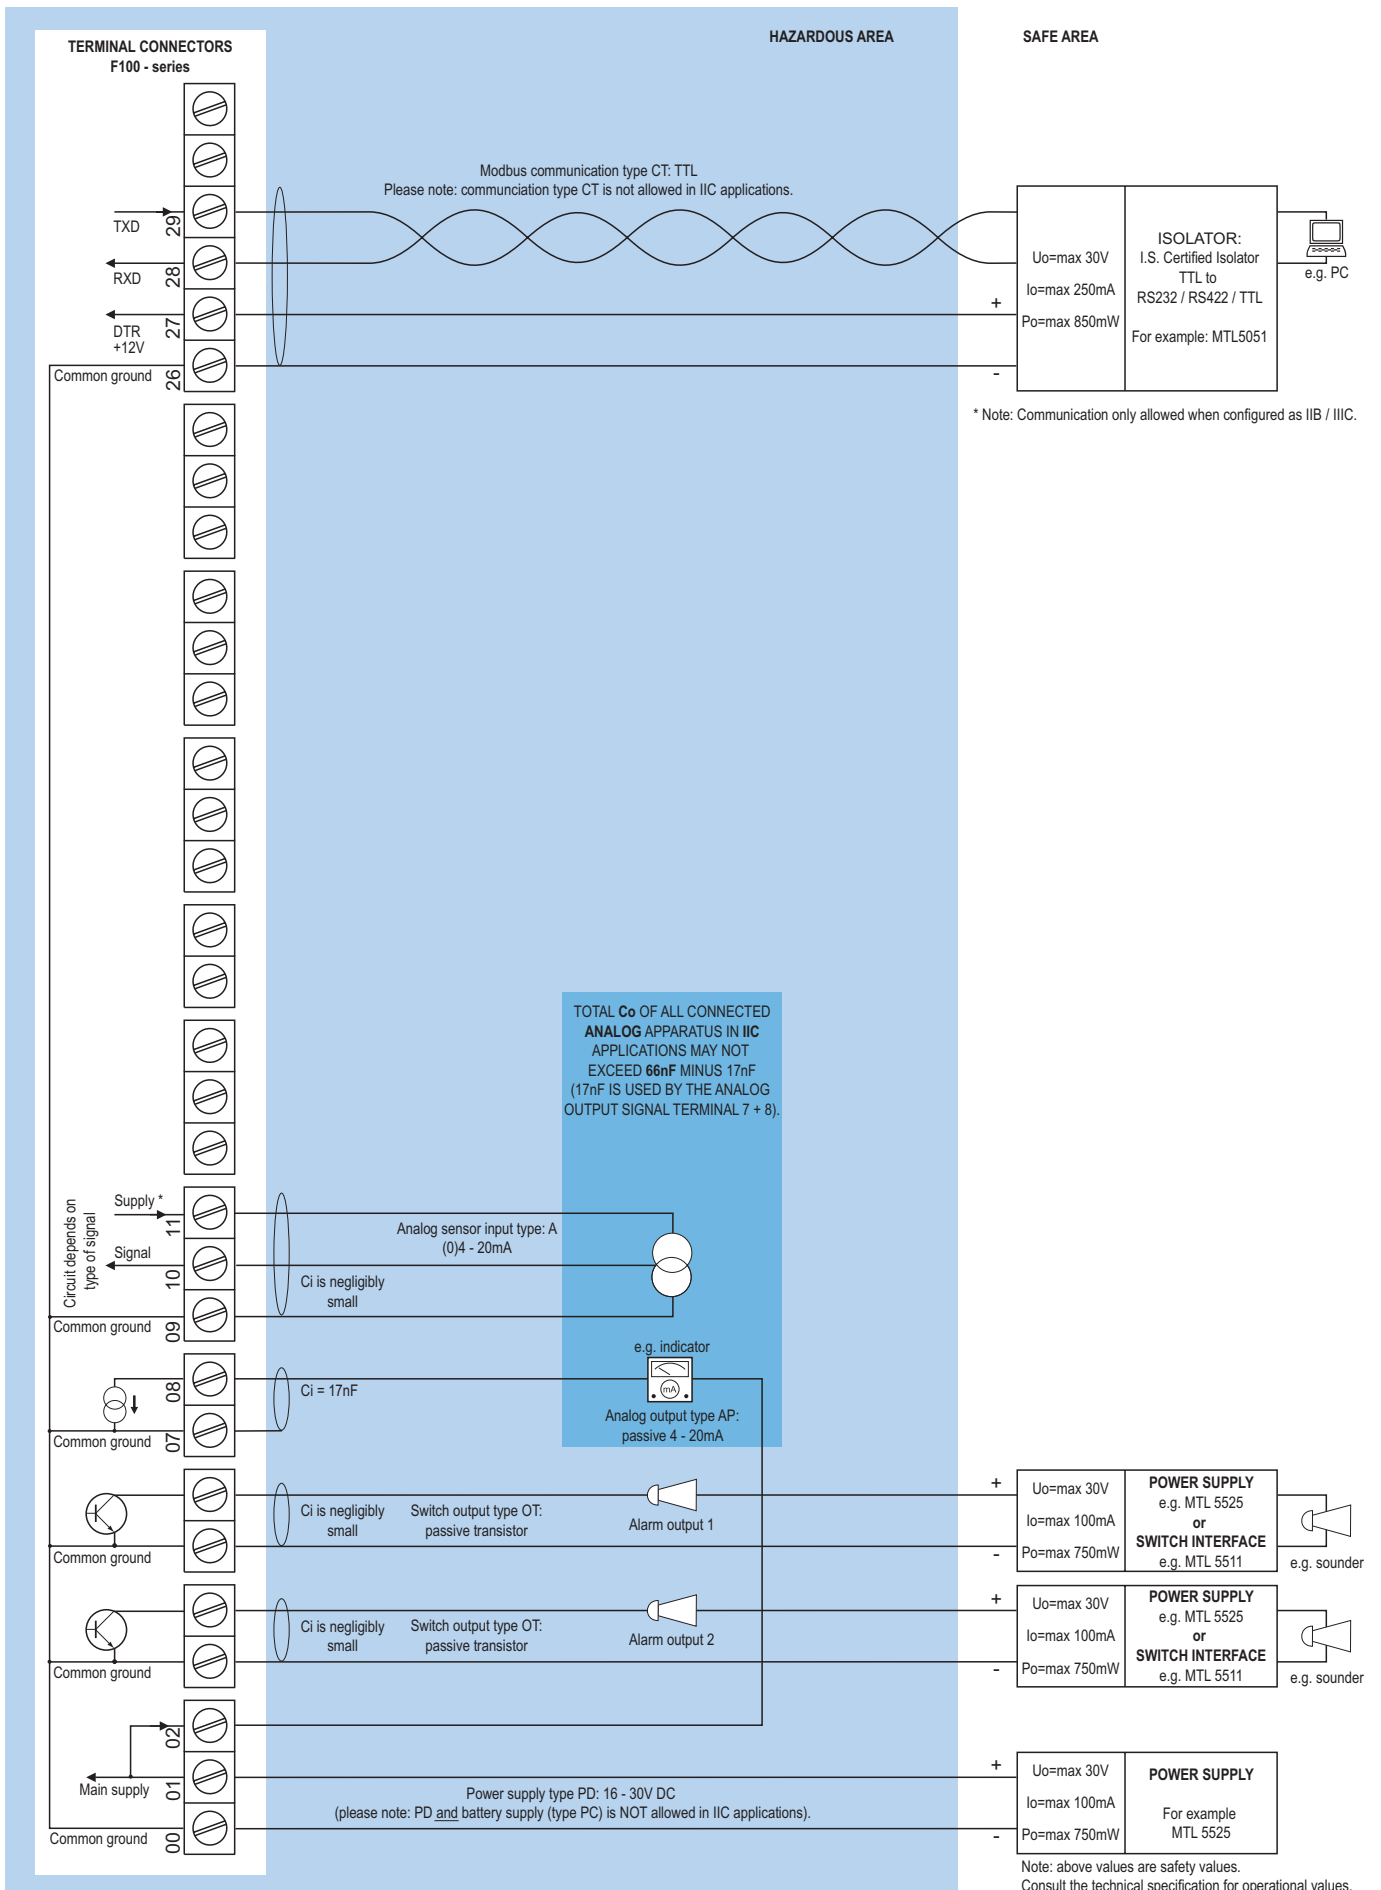 HAZARDOUS AREA
SAFE AREA
TERMINAL CONNECTORS
F100 - series
Modbus communication type CT: TTL
Please note: communciation type CT is not allowed in IIC applications.
TXD
29
RXD
28
DTR
+12V
27
Common ground
26
+
-
Uo=max 30V
Io=max 250mA
Po=max 850mW
ISOLATOR:
I.S. Certified Isolator
TTL to
RS232 / RS422 / TTL
For example: MTL5051
e.g. PC
* Note: Communication only allowed when configured as IIB / IIIC.
TOTAL Co OF ALL CONNECTED
ANALOG APPARATUS IN IIC
APPLICATIONS MAY NOT
EXCEED 66nF MINUS 17nF
(17nF IS USED BY THE ANALOG
OUTPUT SIGNAL TERMINAL 7 + 8).
Circuit depends on
type of signal
Supply *
11
Signal
10
Common ground
09
Analog sensor input type: A
(0)4 - 20mA
Ci is negligibly
small
e.g. indicator
mA
Analog output type AP:
passive 4 - 20mA
08
Ci = 17nF
Common ground
07
Ci is negligibly
small
Switch output type OT:
passive transistor
Alarm output 1
Common ground
+
-
Uo=max 30V
Io=max 100mA
Po=max 750mW
POWER SUPPLY
e.g. MTL 5525
or
SWITCH INTERFACE
e.g. MTL 5511
e.g. sounder
Ci is negligibly
small
Switch output type OT:
passive transistor
Alarm output 2
Common ground
+
-
Uo=max 30V
Io=max 100mA
Po=max 750mW
POWER SUPPLY
e.g. MTL 5525
or
SWITCH INTERFACE
e.g. MTL 5511
e.g. sounder
02
Main supply
01
Common ground
00
Power supply type PD: 16 - 30V DC
(please note: PD and battery supply (type PC) is NOT allowed in IIC applications).
+
-
Uo=max 30V
Io=max 100mA
Po=max 750mW
POWER SUPPLY
For example
MTL 5525
Note: above values are safety values.
Consult the technical specification for operational values.